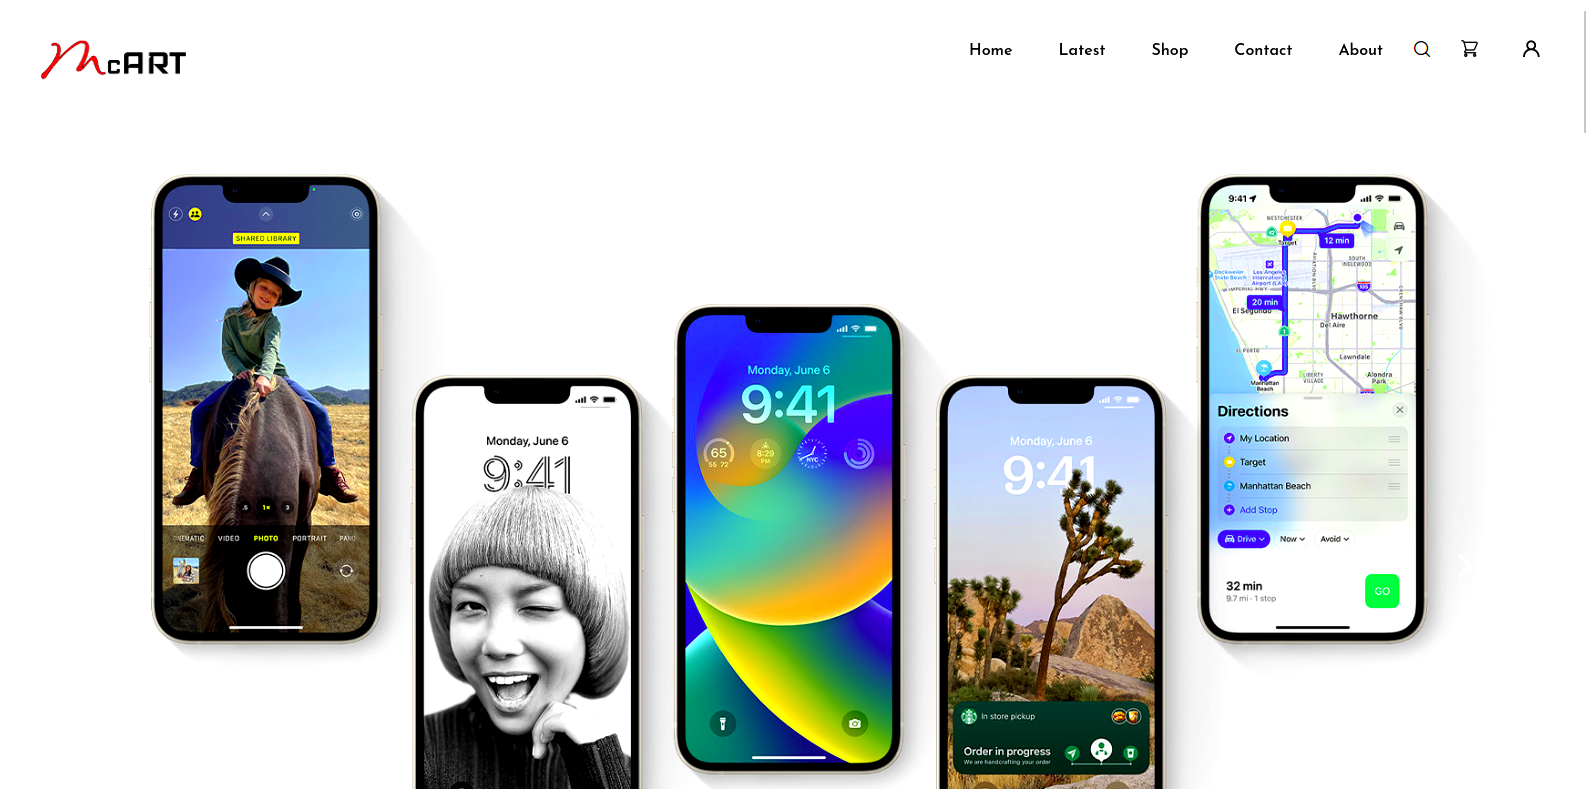 McART
Home
Latest
Shop
Contact
About
SHARED LIBRARY
.5
1×
3
VIDEO
PHOTO
PORTRAIT
PANO
Monday, June 6
9:41
Monday, June 6
9:41
65
55 72
8:29
PM
NYC
Monday, June 6
9:41
In store pickup
Order in progress
We are handcrafting your order
9:41
WESTCHESTER
42
Target
12 min
SOUTH
INGLEWOOD
105
Dockweiler
State Beach
Los Angeles
International
Airport (LAX)
W IMPERIAL HWY
20 min
El Segundo
Hawthorne
Del Aire
1
EL PORTO
Lawndale
LIBERTY
VILLAGE
Alondra
Park
Manhattan
Beach
Directions
My Location
Target
Manhattan Beach
Add Stop
Drive
Now
Avoid
32 min
9.7 mi · 1 stop
GO